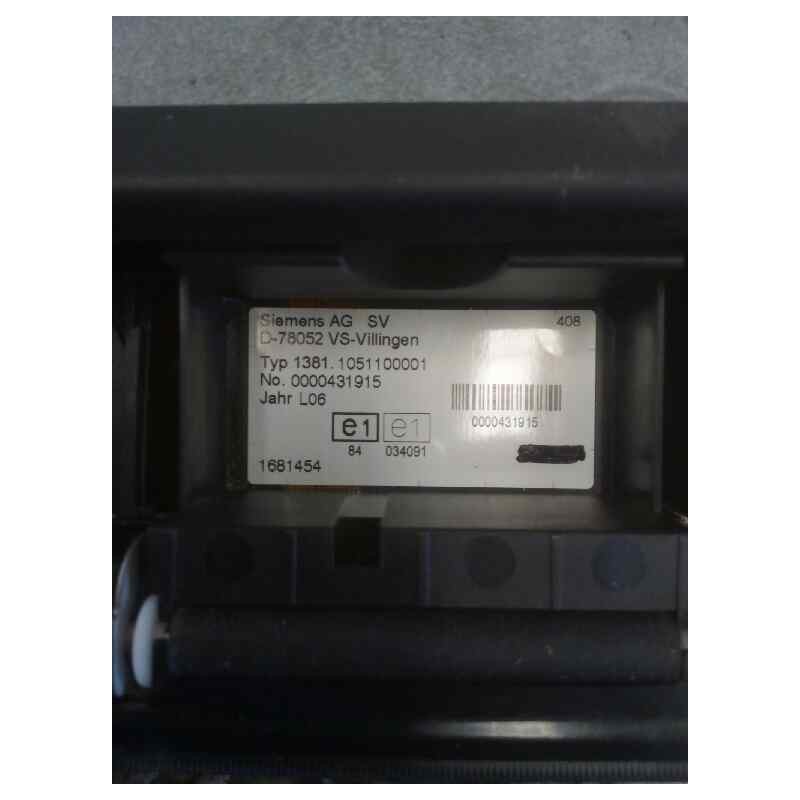 Siemens AG SV 408
D-78052 VS-Villingen
Typ 1381.1051100001
No. 0000431915
Jahr L06
e1 e1
0000431915
84 034091
1681454